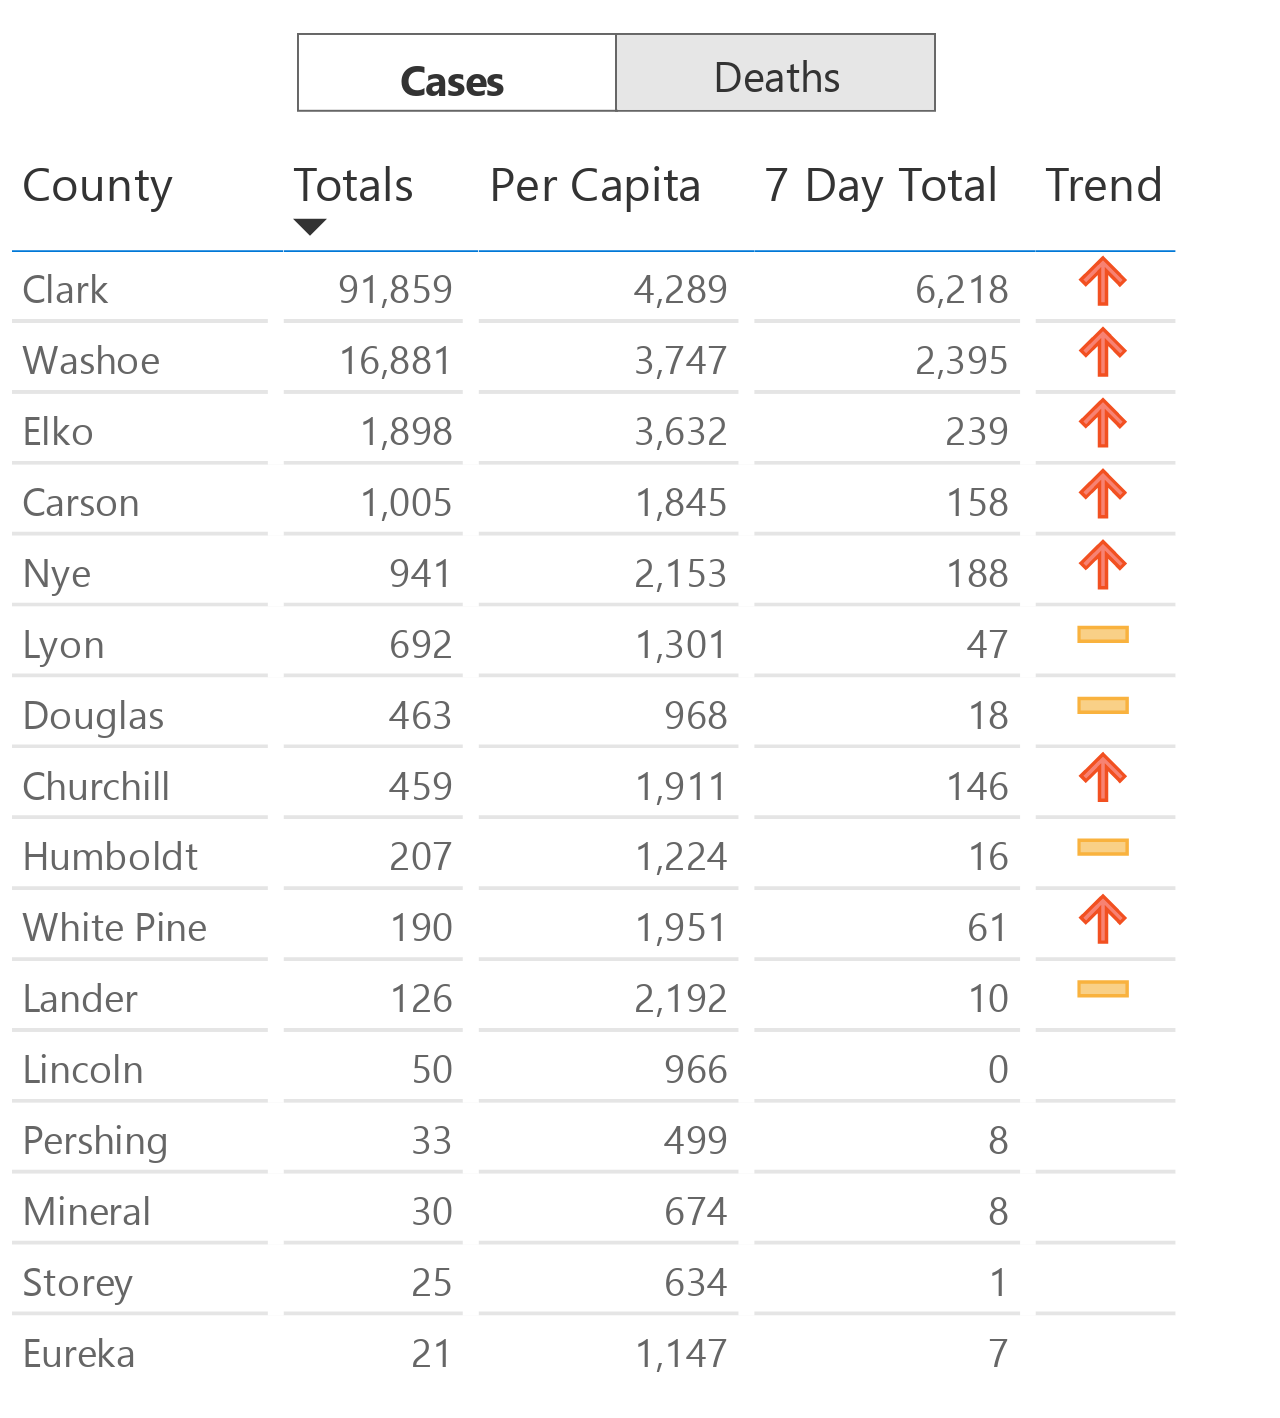 Cases Deaths
County Totals Per Capita 7 Day Total Trend
Clark 91,859 4,289 6,218
Washoe 16,881 3,747 2,395
Elko 1,898 3,632 239
Carson 1,005 1,845 158
Nye 941 2,153 188
Lyon 692 1,301 47
Douglas 463 968 18
Churchill 459 1,911 146
Humboldt 207 1,224 16
White Pine 190 1,951 61
Lander 126 2,192 10
Lincoln 50 966 0
Pershing 33 499 8
Mineral 30 674 8
Storey 25 634 1
Eureka 21 1,147 7